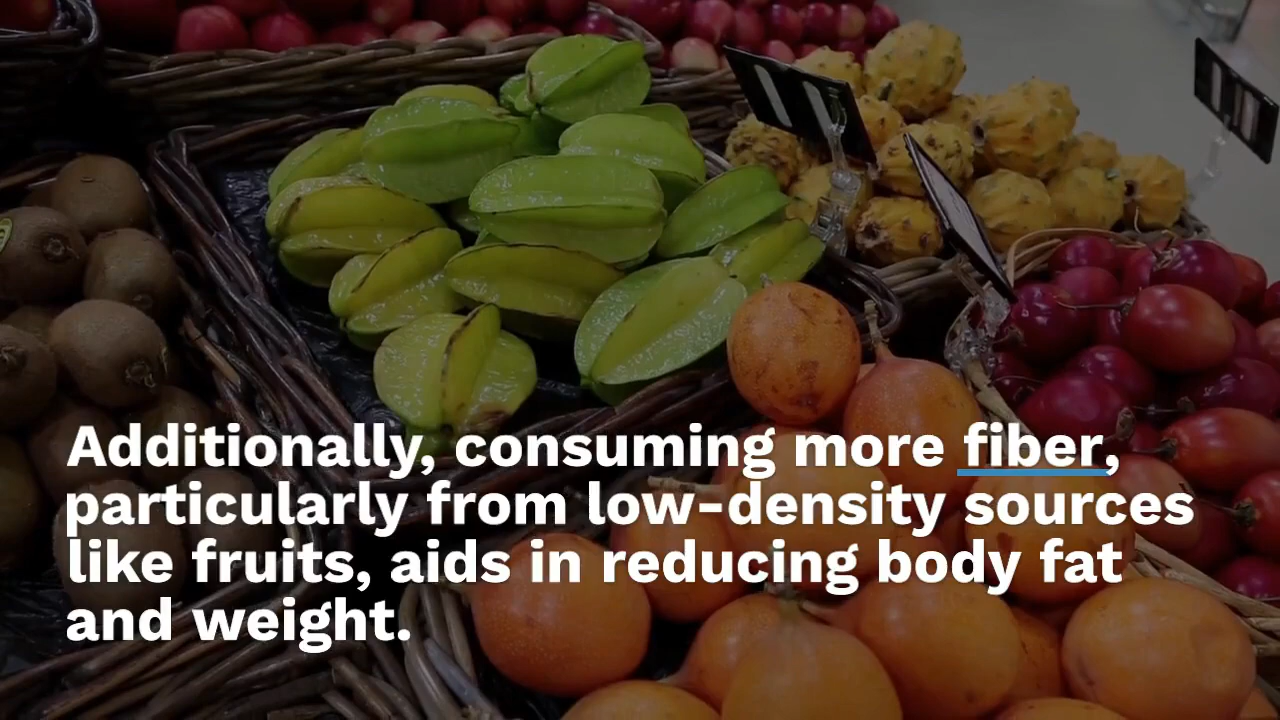 Additionally, consuming more fiber,
particularly from low-density sources
like fruits, aids in reducing body fat
and weight.